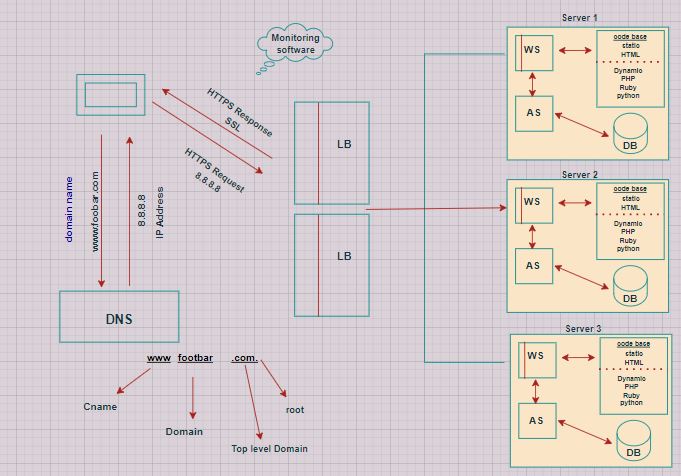 Server 1
Monitoring
software
WS
code base
static
HTML
Dynamic
PHP
Ruby
python
AS
DB
HTTPS Response
SSL
HTTPS Request
8.8.8.8
LB
LB
domain name
www.foobar.com
8.8.8.8
IP Address
DNS
Server 2
WS
code base
static
HTML
Dynamic
PHP
Ruby
python
AS
DB
Server 3
WS
code base
static
HTML
Dynamic
PHP
Ruby
python
AS
DB
www footbar .com.
Cname
Domain
root
Top level Domain